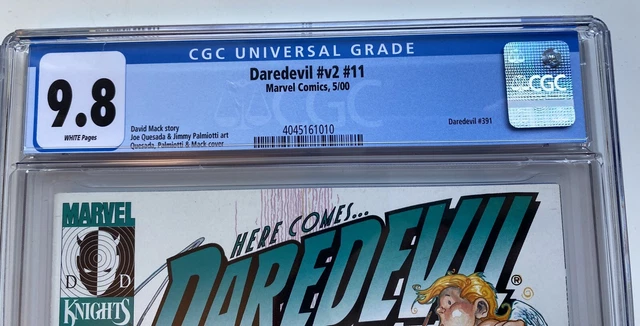 CGC UNIVERSAL GRADE
9.8
WHITE Pages
Daredevil #v2 #11
Marvel Comics, 5/00
David Mack story
Joe Quesada & Jimmy Palmiotti art
Quesada, Palmiotti & Mack cover
4045161010
Daredevil #391
CGC
CGC
MARVEL
D D
KNIGHTS
HERE COMES...
DAREDEVIL!
®